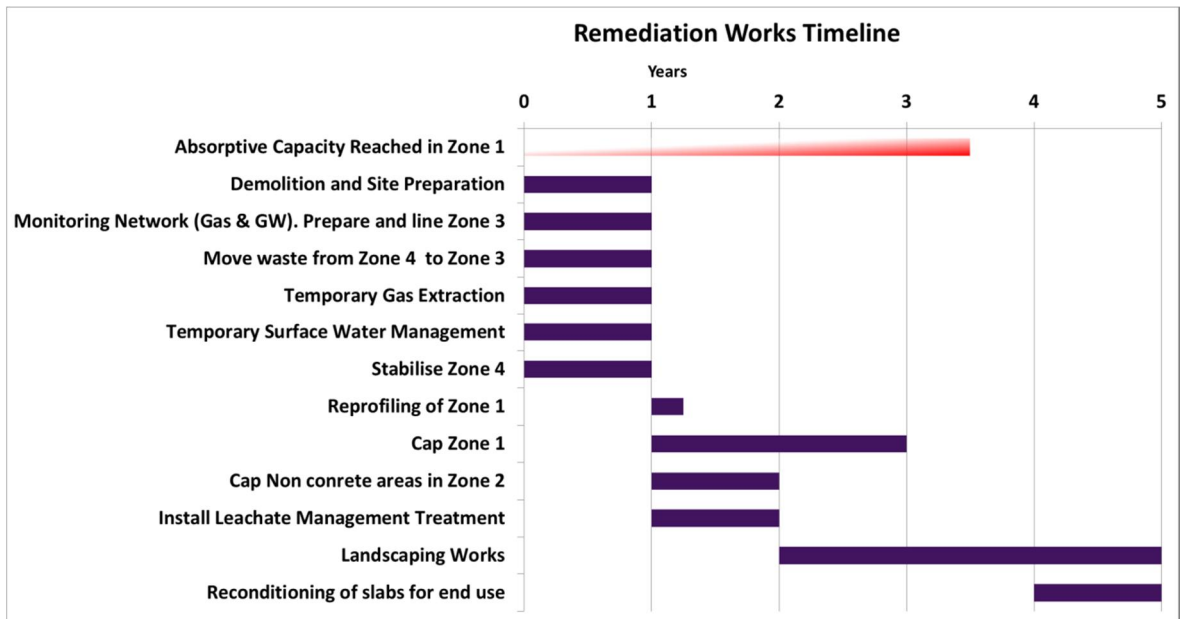 Remediation Works Timeline
Years
0 1 2 3 4 5
Absorptive Capacity Reached in Zone 1
Demolition and Site Preparation
Monitoring Network (Gas & GW). Prepare and line Zone 3
Move waste from Zone 4 to Zone 3
Temporary Gas Extraction
Temporary Surface Water Management
Stabilise Zone 4
Reprofiling of Zone 1
Cap Zone 1
Cap Non conrete areas in Zone 2
Install Leachate Management Treatment
Landscaping Works
Reconditioning of slabs for end use